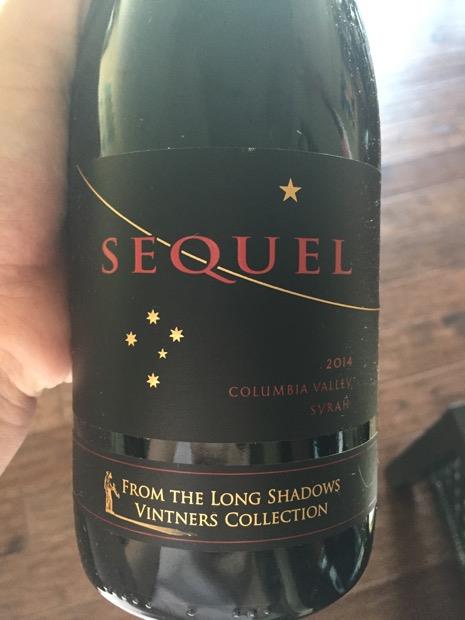 SEQUEL
2014
COLUMBIA VALLEY
SYRAH
FROM THE LONG SHADOWS
VINTNERS COLLECTION